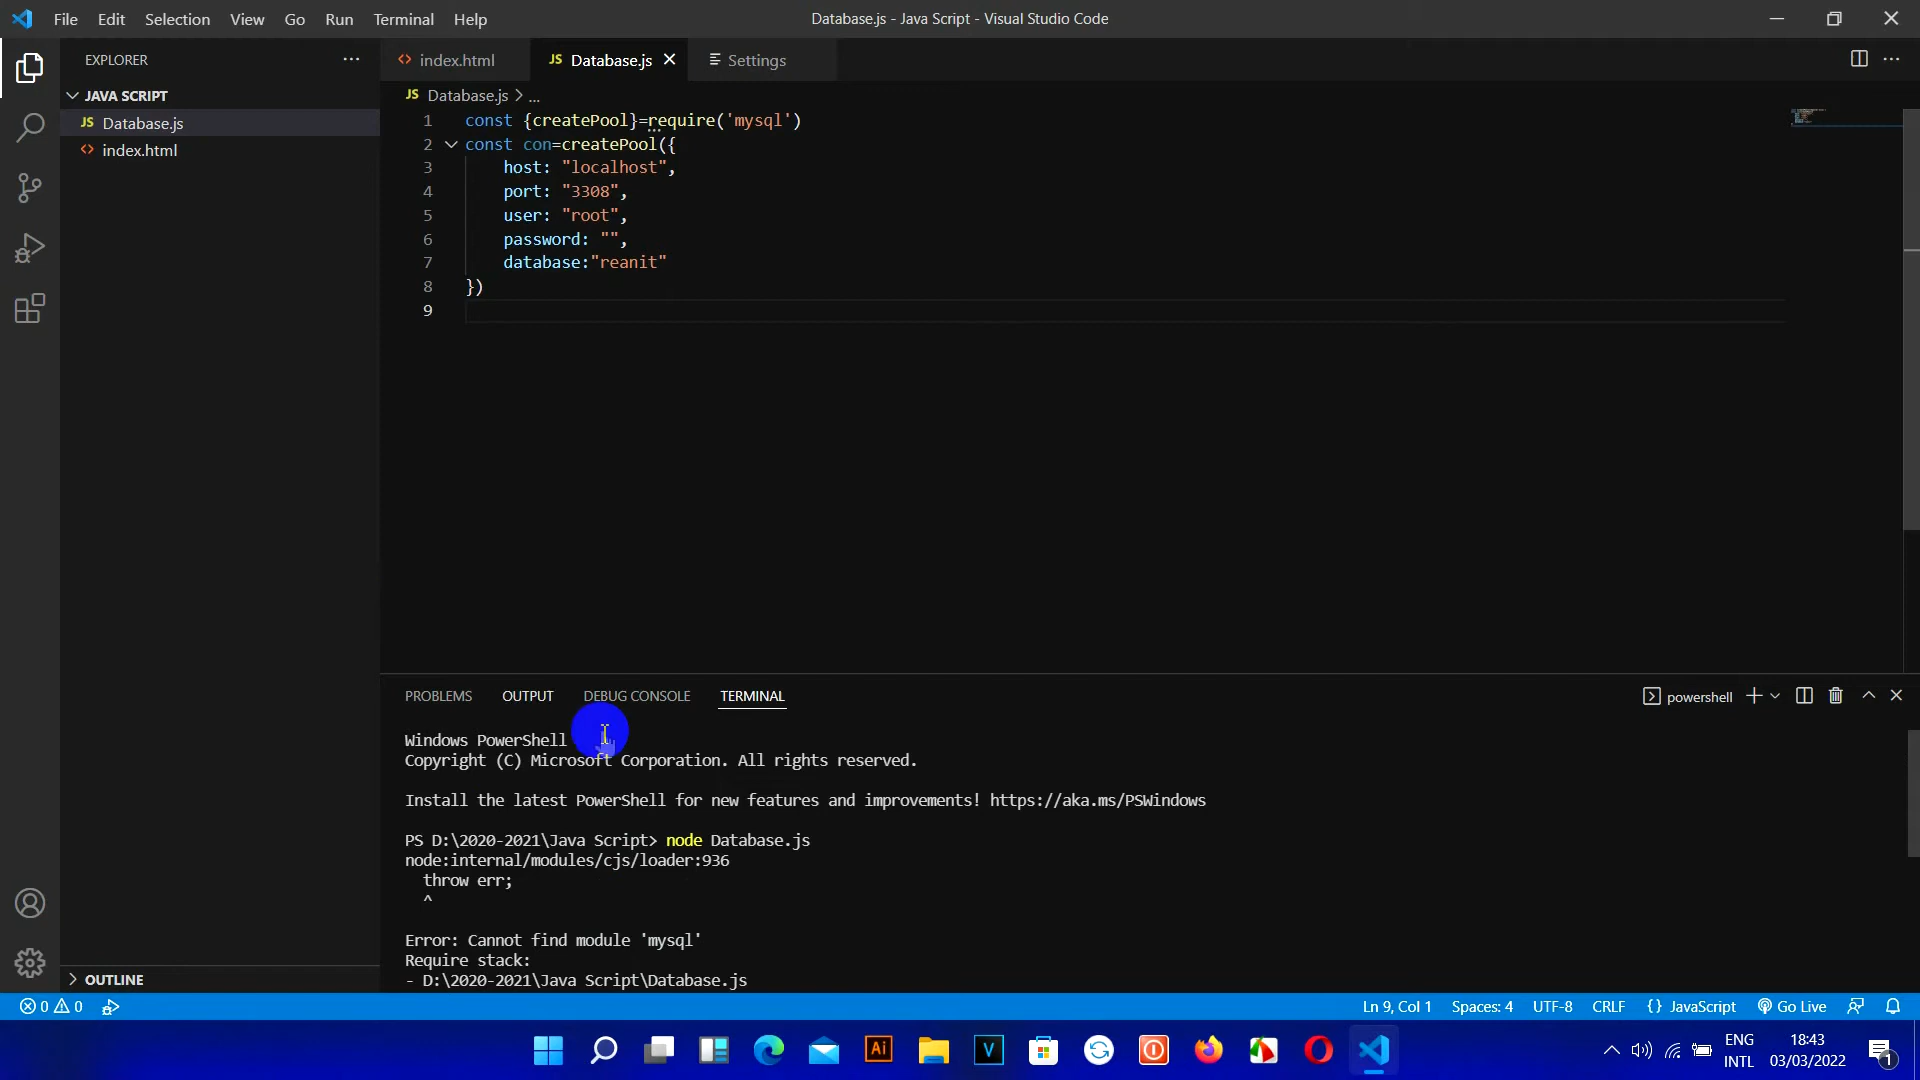 File Edit Selection View Go Run Terminal Help
Database.js - Java Script - Visual Studio Code
EXPLORER
JAVA SCRIPT
JS Database.js
index.html
OUTLINE
index.html
JS Database.js
Settings
JS Database.js > ...
1 const {createPool}=require('mysql')
2 const con=createPool({
3 host: "localhost",
4 port: "3308",
5 user: "root",
6 password: "",
7 database:"reanit"
8 })
9
PROBLEMS OUTPUT DEBUG CONSOLE TERMINAL
powershell
Windows PowerShell
Copyright (C) Microsoft Corporation. All rights reserved.
Install the latest PowerShell for new features and improvements! https://aka.ms/PSWindows
PS D:\2020-2021\Java Script> node Database.js
node:internal/modules/cjs/loader:936
throw err;
^
Error: Cannot find module 'mysql'
Require stack:
- D:\2020-2021\Java Script\Database.js
0 0
Ln 9, Col 1 Spaces: 4 UTF-8 CRLF {} JavaScript Go Live
Ai
V
ENG
INTL
18:43
03/03/2022
1